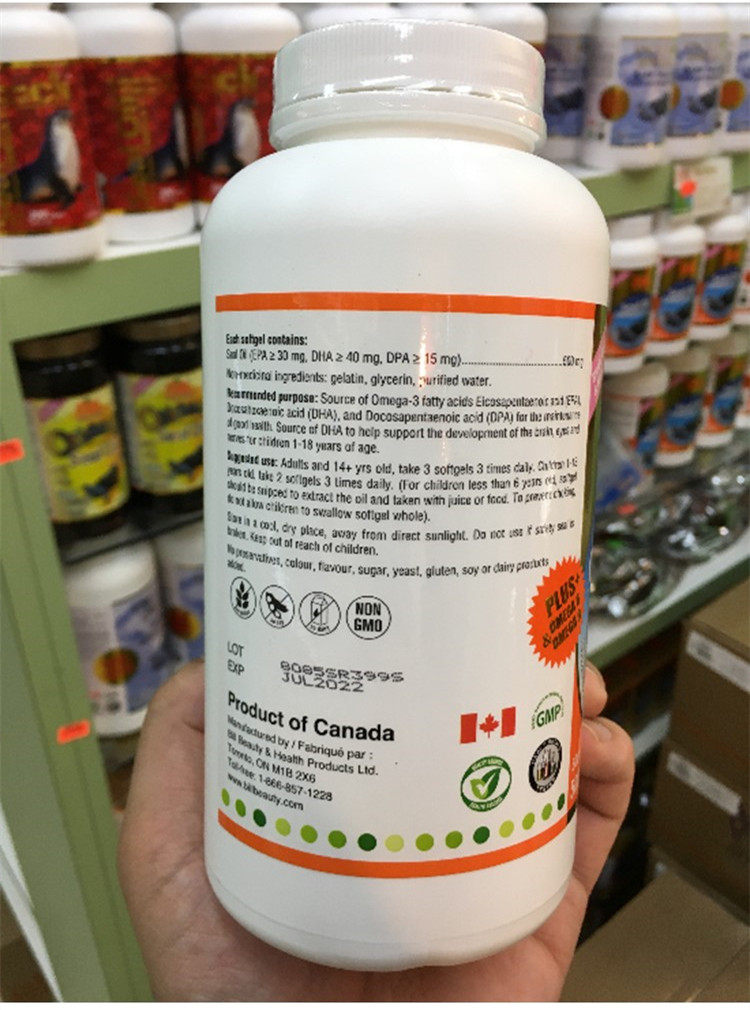 Each softgel contains:
Seal Oil (EPA ≥ 30 mg, DHA ≥ 40 mg, DPA ≥ 15 mg)
Non-medicinal ingredients: gelatin, glycerin, purified water.
Recommended purpose: Source of Omega-3 fatty acids Eicosapentaenoic acid (EPA),
Docosahexaenoic acid (DHA), and Docosapentaenoic acid (DPA) for the maintenance
of good health. Source of DHA to help support the development of the brain, eyes and
nerves for children 1-18 years of age.
Suggested use: Adults and 14+ yrs old, take 3 softgels 3 times daily. Children 1-13
years old, take 2 softgels 3 times daily. (For children less than 6 years old, softgel
should be snipped to extract the oil and taken with juice or food. To prevent choking,
do not allow children to swallow softgel whole).
Store in a cool, dry place, away from direct sunlight. Do not use if safety seal is
broken. Keep out of reach of children.
No preservatives, colour, flavour, sugar, yeast, gluten, soy or dairy products
added.
NON
GMO
PLUS+
OMEGA 6
& OMEGA 9
LOT 8085SR399S
EXP JUL2022
Product of Canada
Manufactured by / Fabriqué par :
Bill Beauty & Health Products Ltd.
Toronto, ON M1B 2X6
Toll-free: 1-866-857-1228
www.billbeauty.com
GMP